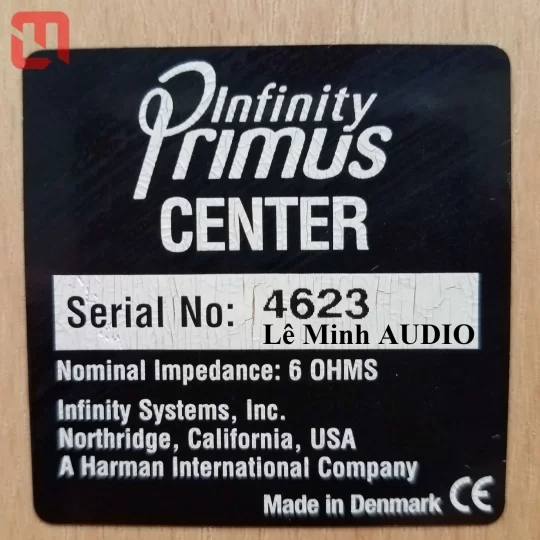 Infinity
Primus
CENTER
Serial No: 4623
Lê Minh AUDIO
Nominal Impedance: 6 OHMS
Infinity Systems, Inc.
Northridge, California, USA
A Harman International Company
Made in Denmark CE